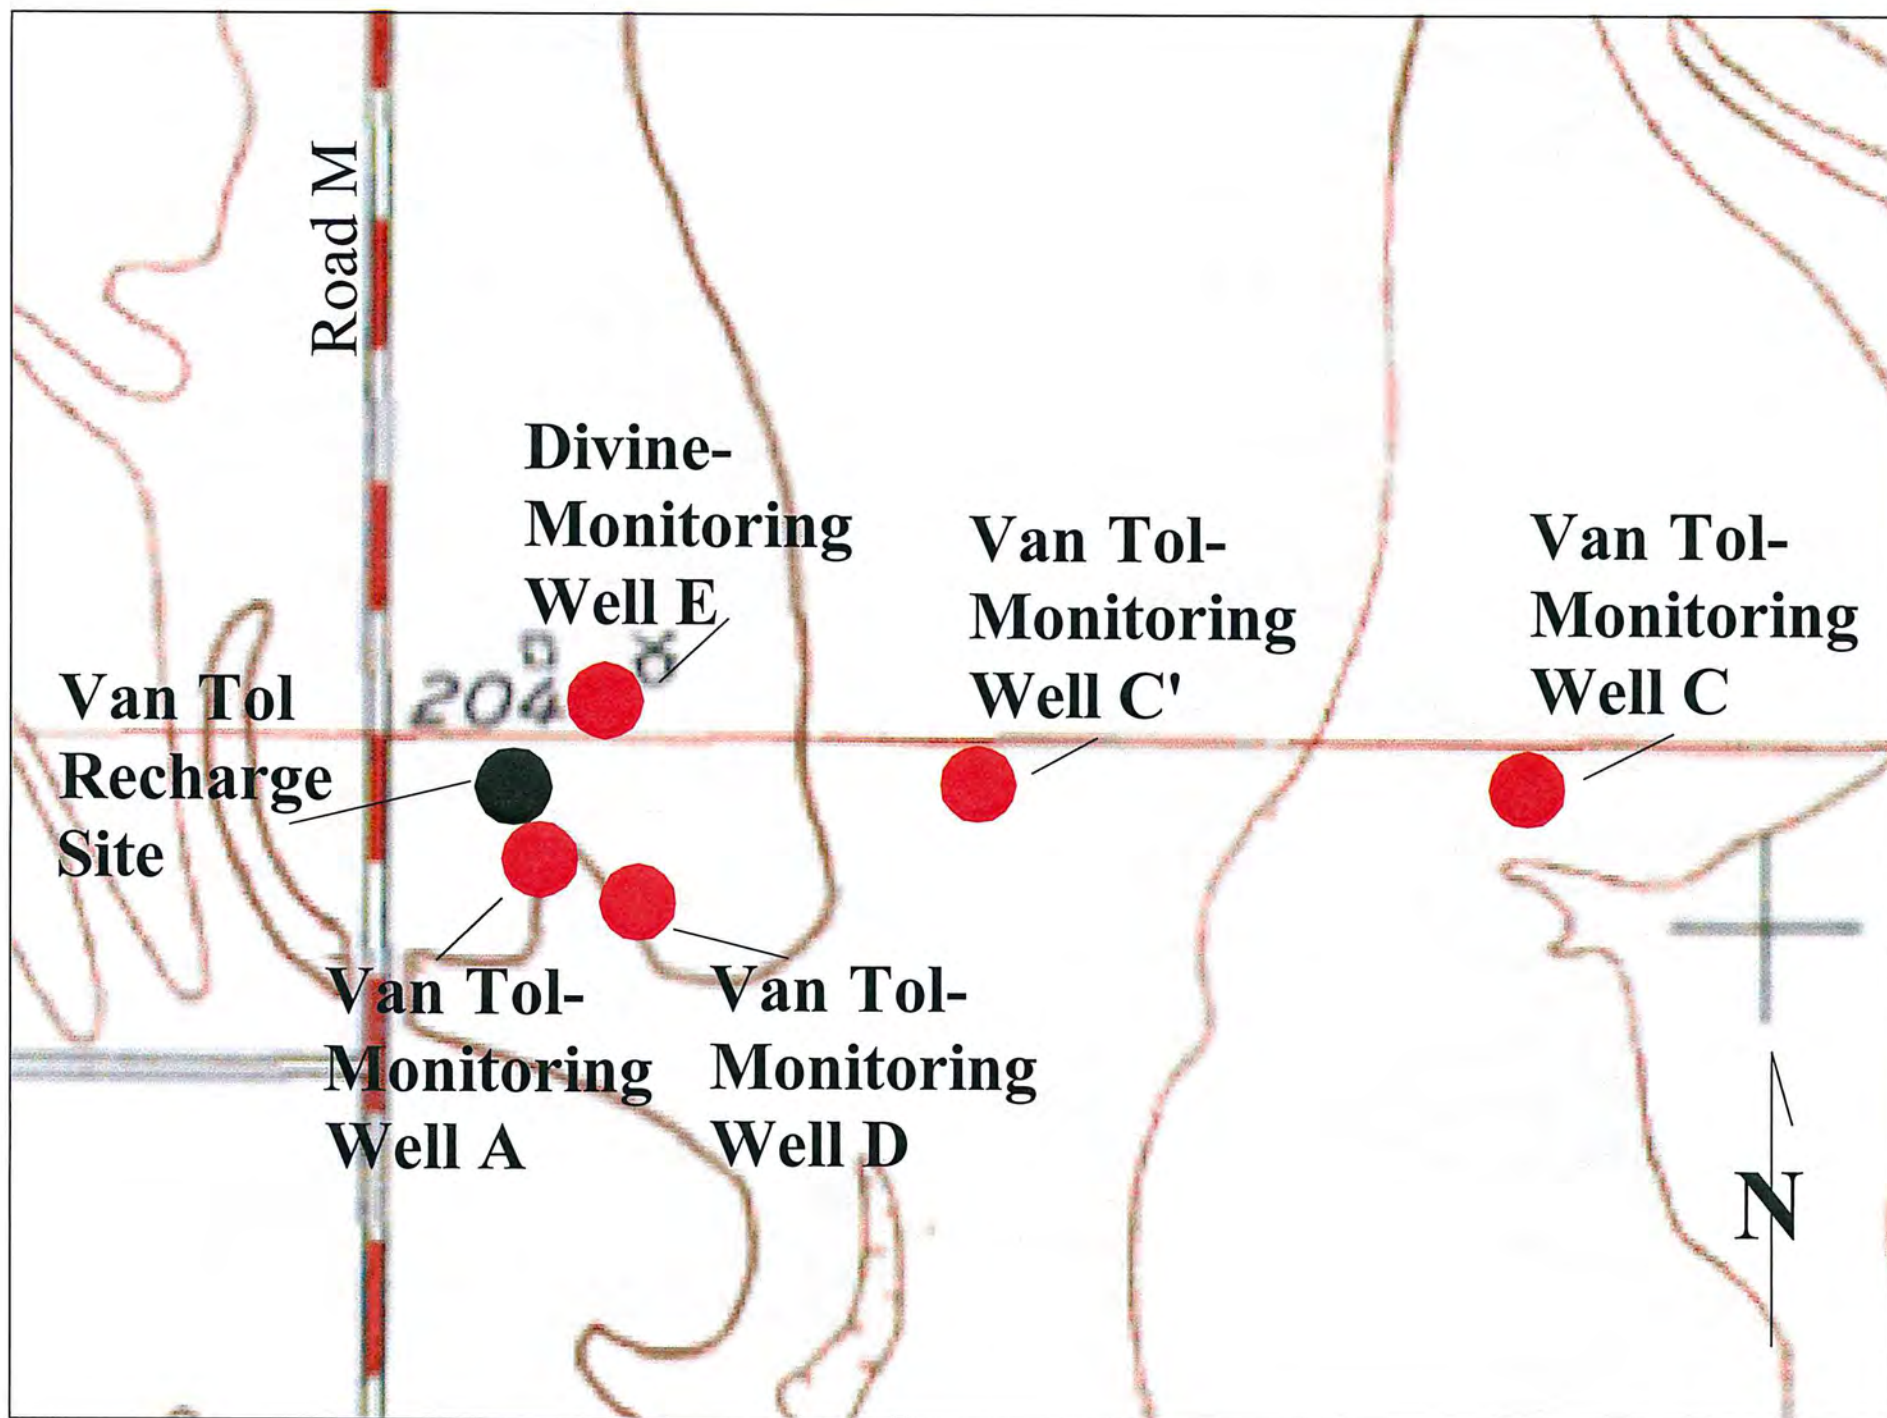 Road M
Divine-
Monitoring
Well E
Van Tol-
Monitoring
Well C'
Van Tol-
Monitoring
Well C
204
Van Tol
Recharge
Site
Van Tol-
Monitoring
Well A
Van Tol-
Monitoring
Well D
N